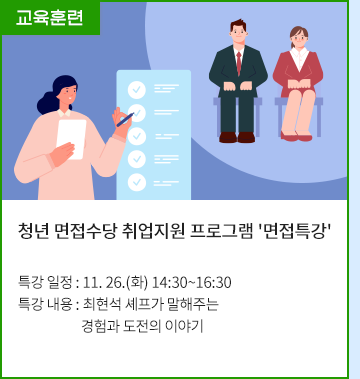 교육훈련
청년 면접수당 취업지원 프로그램 '면접특강'
특강 일정 : 11. 26.(화) 14:30~16:30
특강 내용 : 최현석 셰프가 말해주는
경험과 도전의 이야기